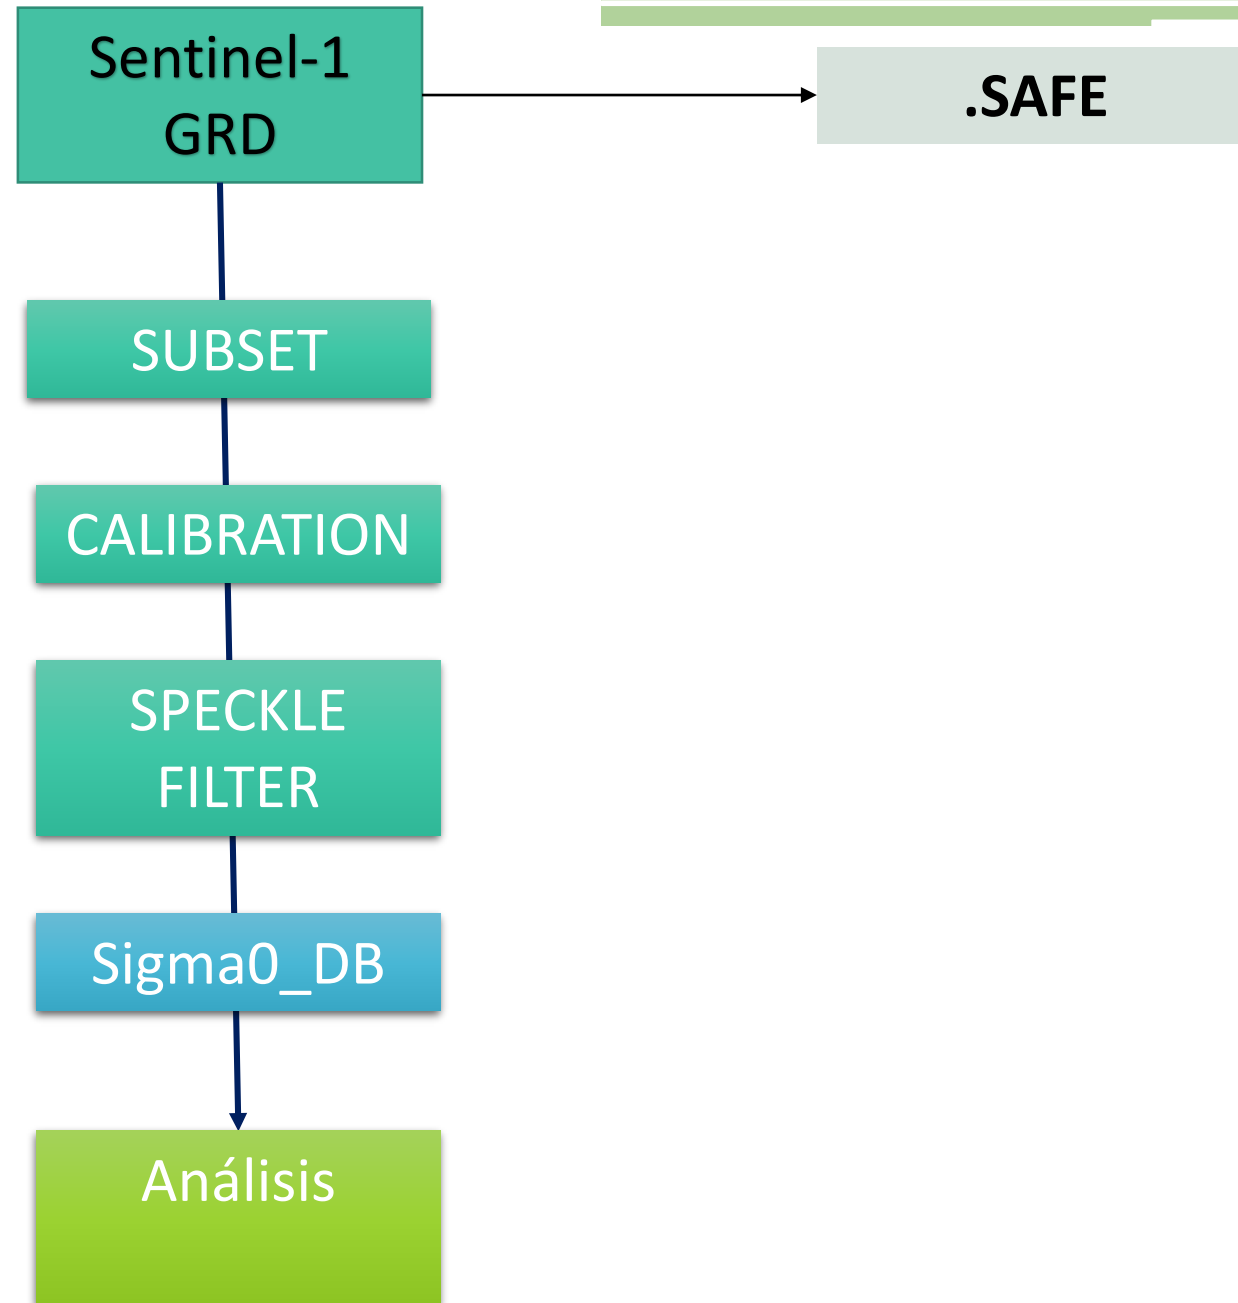 Sentinel-1
GRD
.SAFE
SUBSET
CALIBRATION
SPECKLE
FILTER
Sigma0_DB
Análisis